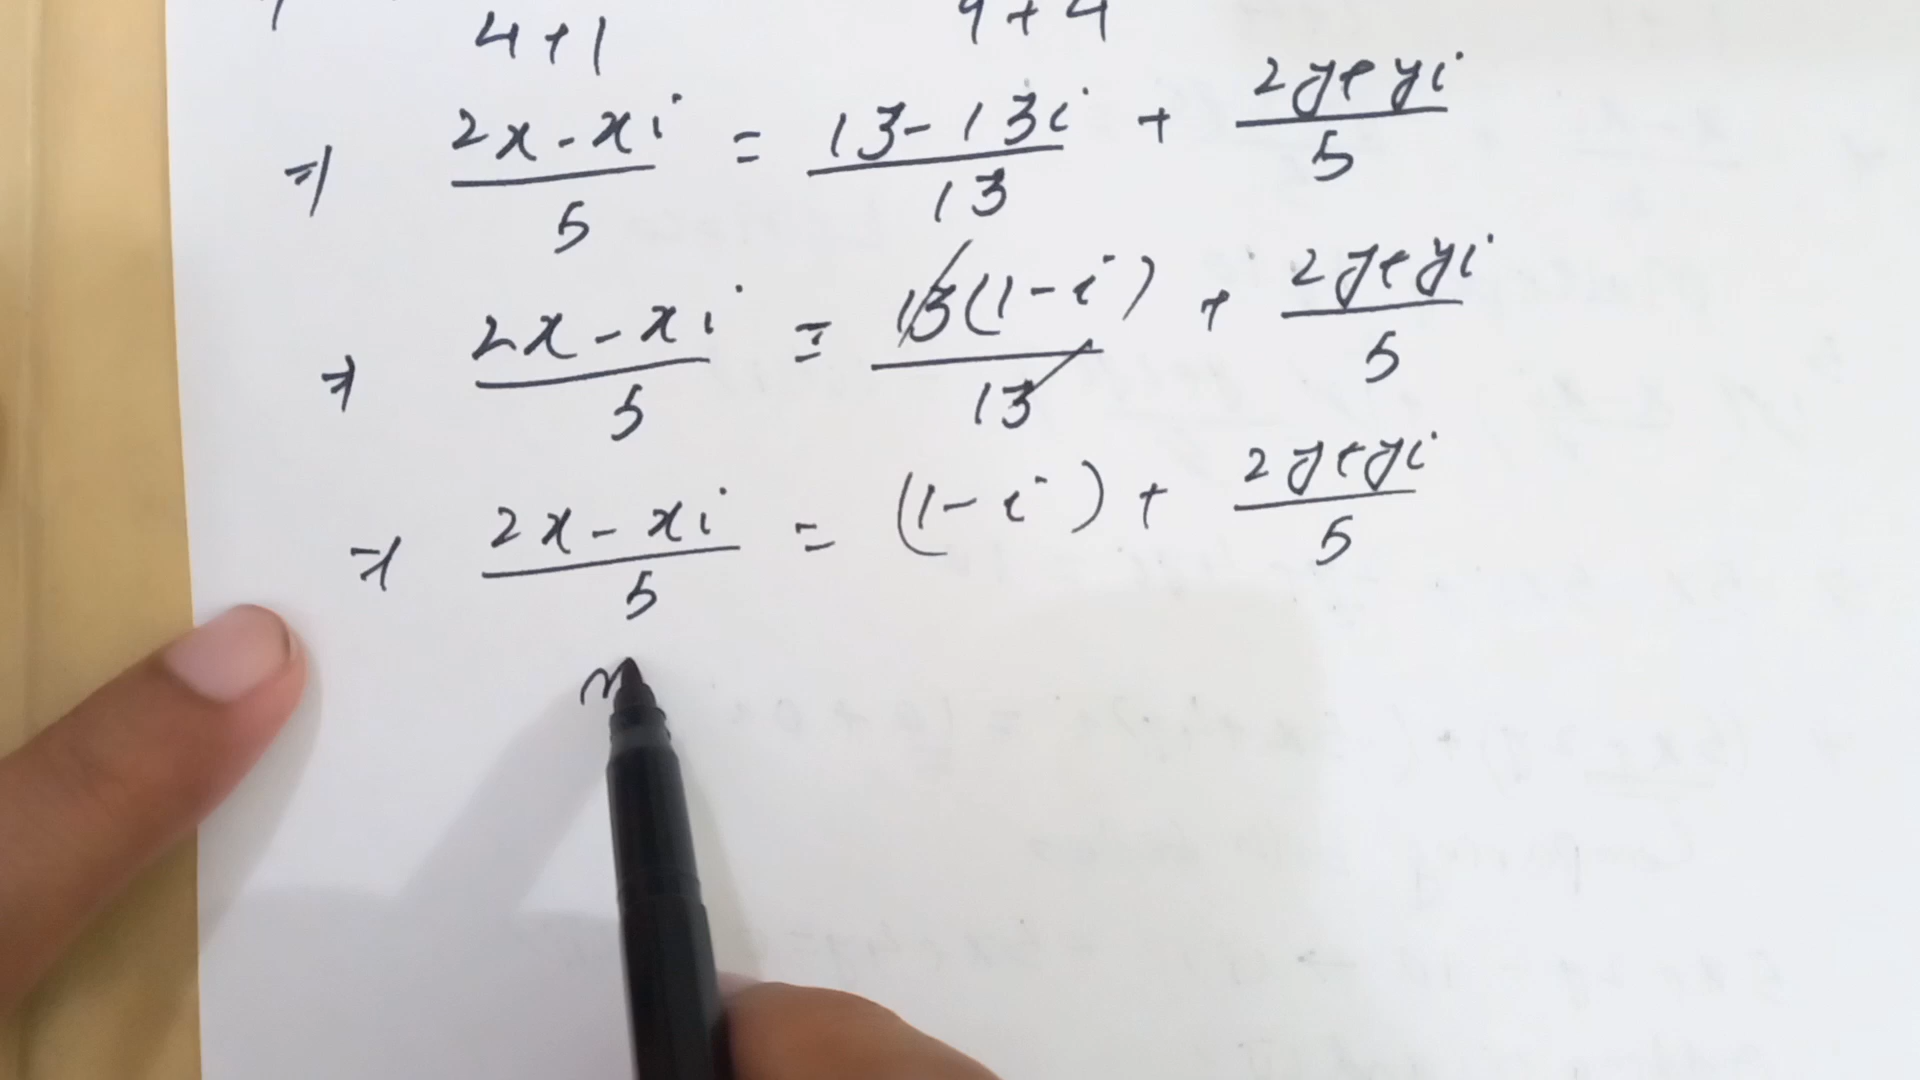 4+1 9+4
⇒ (2x-xi)/5 = (13-13i)/13 + (2y+yi)/5
⇒ (2x-xi)/5 = 13(1-i)/13 + (2y+yi)/5
⇒ (2x-xi)/5 = (1-i) + (2y+yi)/5